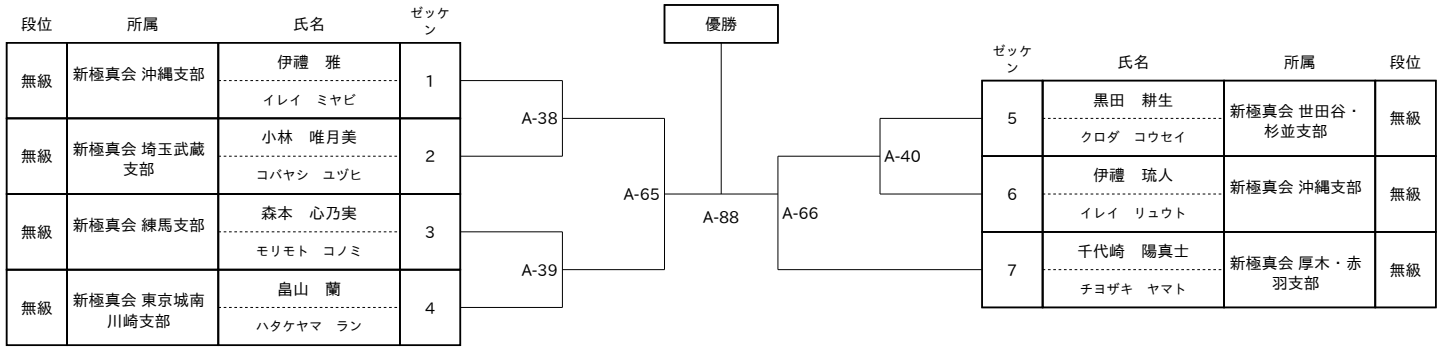 優勝
段位 所属 氏名 ゼッケ
ン
無級 新極真会 沖縄支部 伊禮　雅 1
イレイ　ミヤビ
無級 新極真会 埼玉武蔵 小林　唯月美 2
支部 コバヤシ　ユヅヒ
無級 新極真会 練馬支部 森本　心乃実 3
モリモト　コノミ
無級 新極真会 東京城南 畠山　蘭 4
川崎支部 ハタケヤマ　ラン
A-38
A-39
A-65
A-88
A-66
A-40
ゼッケ
ン 氏名 所属 段位
5 黒田　耕生 新極真会 世田谷・ 無級
クロダ　コウセイ 杉並支部
6 伊禮　琉人 新極真会 沖縄支部 無級
イレイ　リュウト
7 千代崎　陽真士 新極真会 厚木・赤 無級
チヨザキ　ヤマト 羽支部